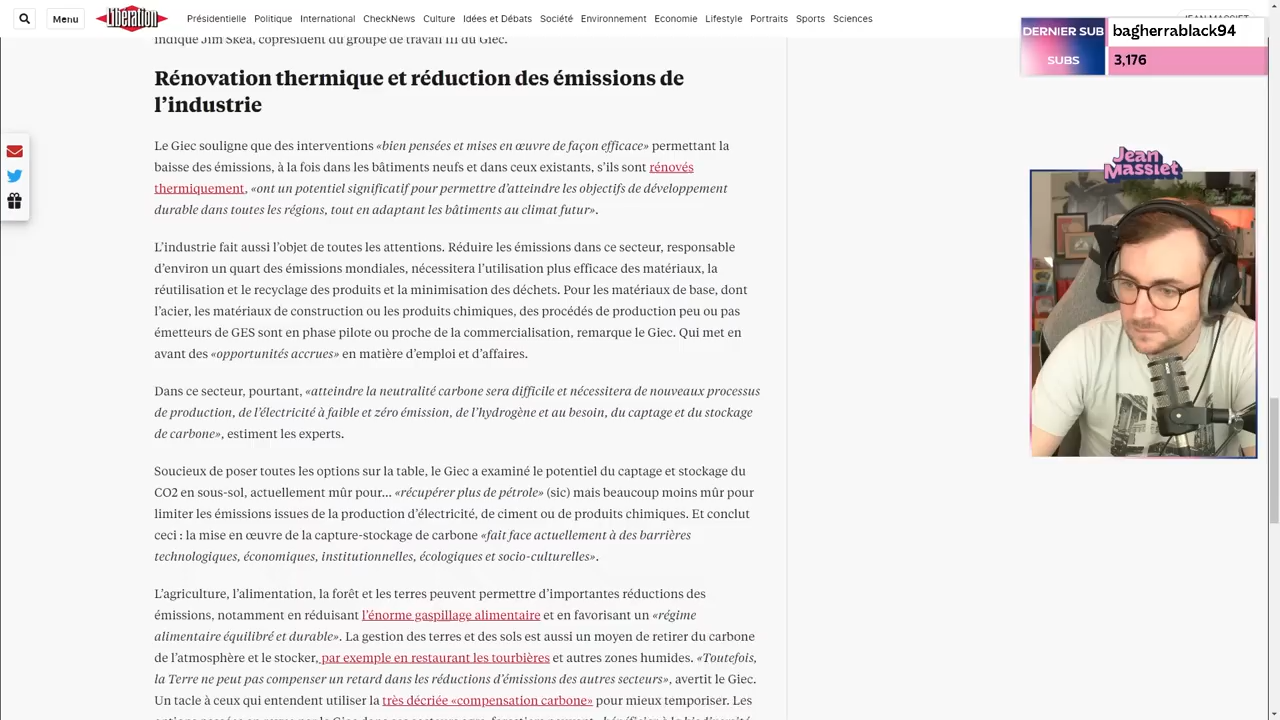 Menu
Libération
Présidentielle Politique International CheckNews Culture Idées et Débats Société Environnement Economie Lifestyle Portraits Sports Sciences
JEAN MASSIET
DERNIER SUB bagherrablack94
SUBS 3,176
indique Jim Skea, coprésident du groupe de travail III du Giec.
Rénovation thermique et réduction des émissions de
l’industrie
Le Giec souligne que des interventions «bien pensées et mises en œuvre de façon efficace» permettant la
baisse des émissions, à la fois dans les bâtiments neufs et dans ceux existants, s’ils sont rénovés
thermiquement, «ont un potentiel significatif pour permettre d’atteindre les objectifs de développement
durable dans toutes les régions, tout en adaptant les bâtiments au climat futur».
Jean
Massiet
L’industrie fait aussi l’objet de toutes les attentions. Réduire les émissions dans ce secteur, responsable
d’environ un quart des émissions mondiales, nécessitera l’utilisation plus efficace des matériaux, la
réutilisation et le recyclage des produits et la minimisation des déchets. Pour les matériaux de base, dont
l’acier, les matériaux de construction ou les produits chimiques, des procédés de production peu ou pas
émetteurs de GES sont en phase pilote ou proche de la commercialisation, remarque le Giec. Qui met en
avant des «opportunités accrues» en matière d’emploi et d’affaires.
Dans ce secteur, pourtant, «atteindre la neutralité carbone sera difficile et nécessitera de nouveaux processus
de production, de l’électricité à faible et zéro émission, de l’hydrogène et au besoin, du captage et du stockage
de carbone», estiment les experts.
Soucieux de poser toutes les options sur la table, le Giec a examiné le potentiel du captage et stockage du
CO2 en sous-sol, actuellement mûr pour... «récupérer plus de pétrole» (sic) mais beaucoup moins mûr pour
limiter les émissions issues de la production d’électricité, de ciment ou de produits chimiques. Et conclut
ceci : la mise en œuvre de la capture-stockage de carbone «fait face actuellement à des barrières
technologiques, économiques, institutionnelles, écologiques et socio-culturelles».
L’agriculture, l’alimentation, la forêt et les terres peuvent permettre d’importantes réductions des
émissions, notamment en réduisant l’énorme gaspillage alimentaire et en favorisant un «régime
alimentaire équilibré et durable». La gestion des terres et des sols est aussi un moyen de retirer du carbone
de l’atmosphère et le stocker, par exemple en restaurant les tourbières et autres zones humides. «Toutefois,
la Terre ne peut pas compenser un retard dans les réductions d’émissions des autres secteurs», avertit le Giec.
Un tacle à ceux qui entendent utiliser la très décriée «compensation carbone» pour mieux temporiser. Les